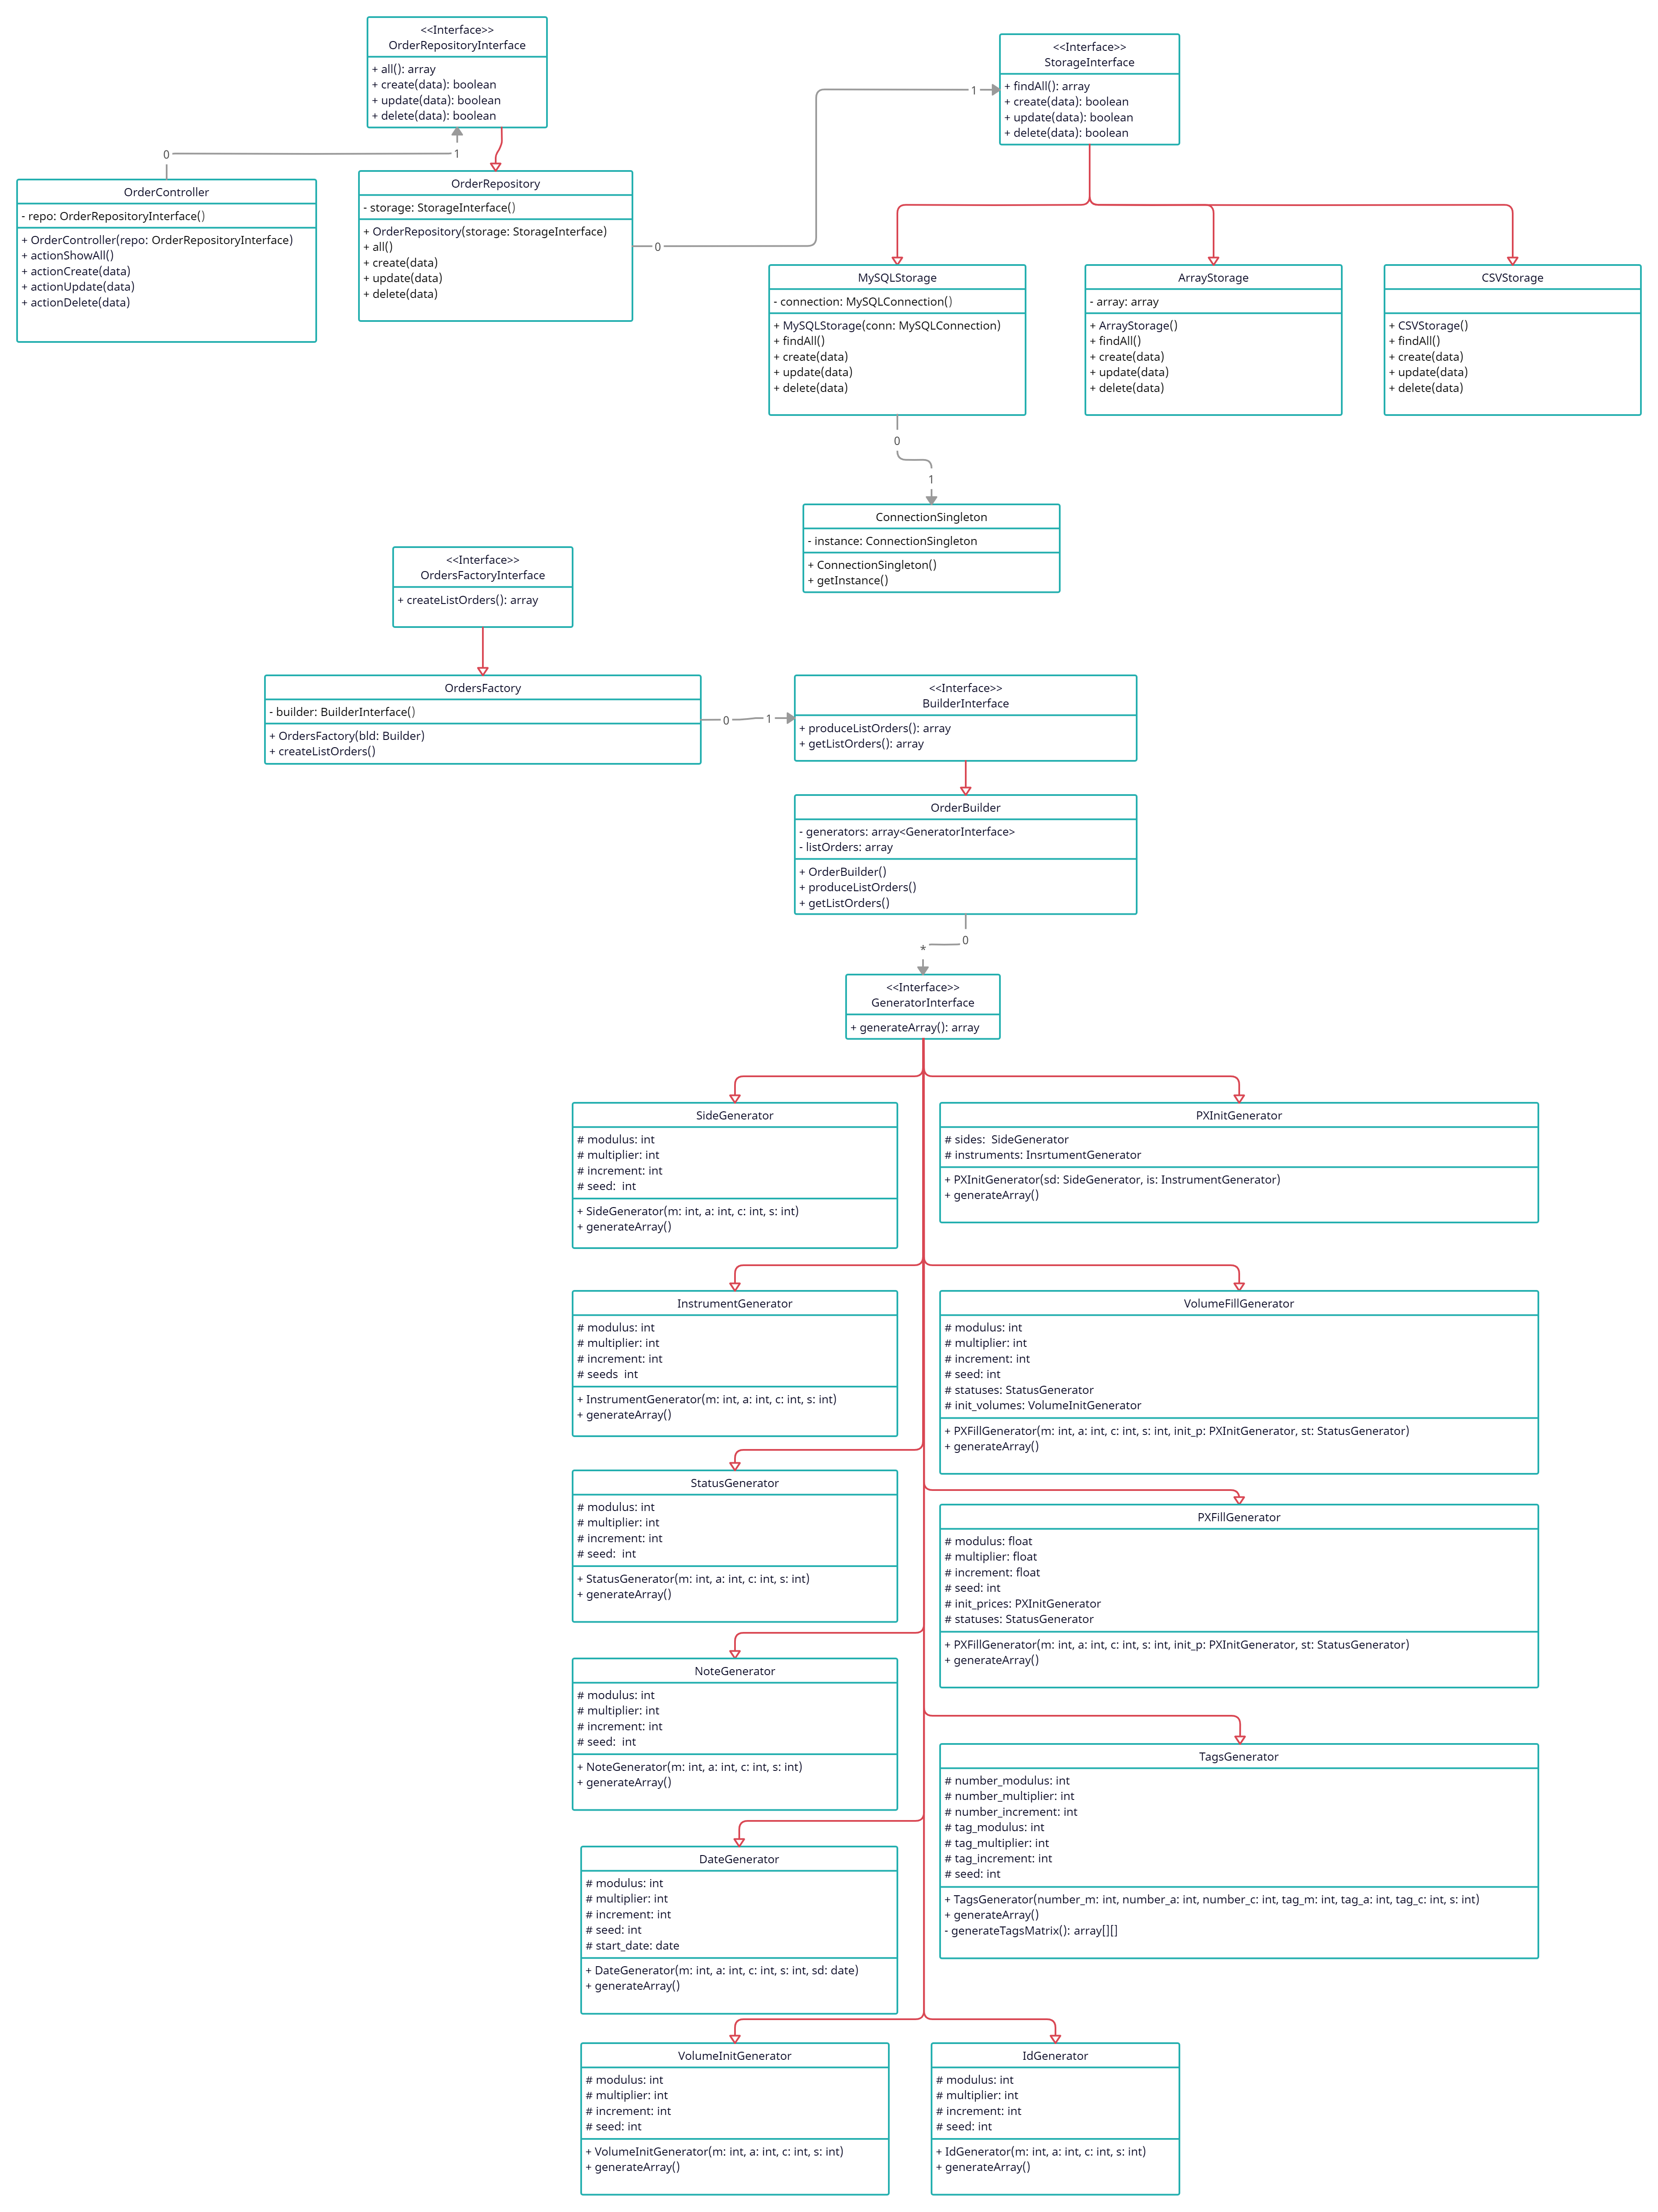 <<Interface>>
OrderRepositoryInterface
+ all(): array
+ create(data): boolean
+ update(data): boolean
+ delete(data): boolean
<<Interface>>
StorageInterface
+ findAll(): array
+ create(data): boolean
+ update(data): boolean
+ delete(data): boolean
1
0
1
OrderController
- repo: OrderRepositoryInterface()
+ OrderController(repo: OrderRepositoryInterface)
+ actionShowAll()
+ actionCreate(data)
+ actionUpdate(data)
+ actionDelete(data)
OrderRepository
- storage: StorageInterface()
+ OrderRepository(storage: StorageInterface)
+ all()
+ create(data)
+ update(data)
+ delete(data)
0
MySQLStorage
- connection: MySQLConnection()
+ MySQLStorage(conn: MySQLConnection)
+ findAll()
+ create(data)
+ update(data)
+ delete(data)
ArrayStorage
- array: array
+ ArrayStorage()
+ findAll()
+ create(data)
+ update(data)
+ delete(data)
CSVStorage
+ CSVStorage()
+ findAll()
+ create(data)
+ update(data)
+ delete(data)
0
1
ConnectionSingleton
- instance: ConnectionSingleton
+ ConnectionSingleton()
+ getInstance()
<<Interface>>
OrdersFactoryInterface
+ createListOrders(): array
OrdersFactory
- builder: BuilderInterface()
+ OrdersFactory(bld: Builder)
+ createListOrders()
0
1
<<Interface>>
BuilderInterface
+ produceListOrders(): array
+ getListOrders(): array
OrderBuilder
- generators: array<GeneratorInterface>
- listOrders: array
+ OrderBuilder()
+ produceListOrders()
+ getListOrders()
0
*
<<Interface>>
GeneratorInterface
+ generateArray(): array
SideGenerator
# modulus: int
# multiplier: int
# increment: int
# seed:  int
+ SideGenerator(m: int, a: int, c: int, s: int)
+ generateArray()
PXInitGenerator
# sides:  SideGenerator
# instruments: InsrtumentGenerator
+ PXInitGenerator(sd: SideGenerator, is: InstrumentGenerator)
+ generateArray()
InstrumentGenerator
# modulus: int
# multiplier: int
# increment: int
# seeds  int
+ InstrumentGenerator(m: int, a: int, c: int, s: int)
+ generateArray()
VolumeFillGenerator
# modulus: int
# multiplier: int
# increment: int
# seed: int
# statuses: StatusGenerator
# init_volumes: VolumeInitGenerator
+ PXFillGenerator(m: int, a: int, c: int, s: int, init_p: PXInitGenerator, st: StatusGenerator)
+ generateArray()
StatusGenerator
# modulus: int
# multiplier: int
# increment: int
# seed:  int
+ StatusGenerator(m: int, a: int, c: int, s: int)
+ generateArray()
PXFillGenerator
# modulus: float
# multiplier: float
# increment: float
# seed: int
# init_prices: PXInitGenerator
# statuses: StatusGenerator
+ PXFillGenerator(m: int, a: int, c: int, s: int, init_p: PXInitGenerator, st: StatusGenerator)
+ generateArray()
NoteGenerator
# modulus: int
# multiplier: int
# increment: int
# seed:  int
+ NoteGenerator(m: int, a: int, c: int, s: int)
+ generateArray()
TagsGenerator
# number_modulus: int
# number_multiplier: int
# number_increment: int
# tag_modulus: int
# tag_multiplier: int
# tag_increment: int
# seed: int
+ TagsGenerator(number_m: int, number_a: int, number_c: int, tag_m: int, tag_a: int, tag_c: int, s: int)
+ generateArray()
- generateTagsMatrix(): array[][]
DateGenerator
# modulus: int
# multiplier: int
# increment: int
# seed: int
# start_date: date
+ DateGenerator(m: int, a: int, c: int, s: int, sd: date)
+ generateArray()
VolumeInitGenerator
# modulus: int
# multiplier: int
# increment: int
# seed: int
+ VolumeInitGenerator(m: int, a: int, c: int, s: int)
+ generateArray()
IdGenerator
# modulus: int
# multiplier: int
# increment: int
# seed: int
+ IdGenerator(m: int, a: int, c: int, s: int)
+ generateArray()